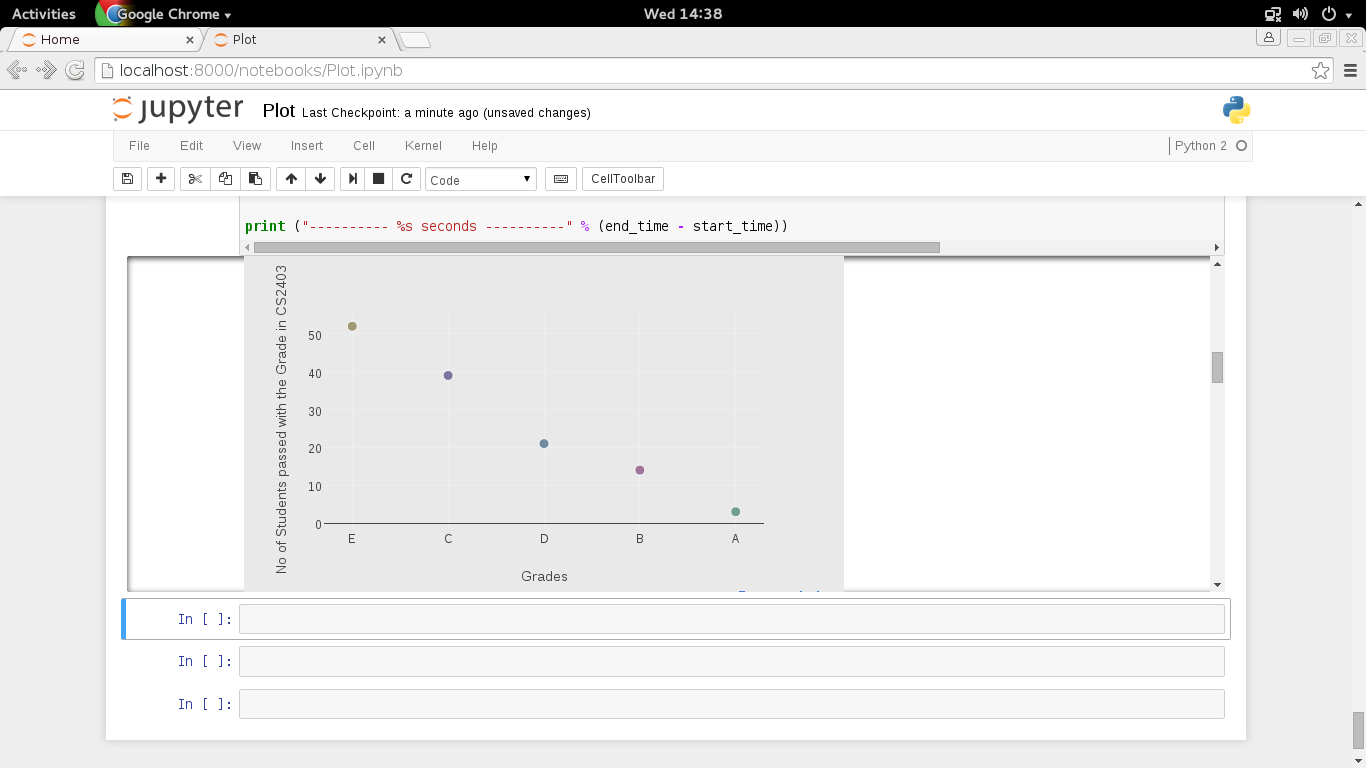 Activities Google Chrome Wed 14:38
Home Plot
localhost:8000/notebooks/Plot.ipynb
jupyter Plot Last Checkpoint: a minute ago (unsaved changes)
File Edit View Insert Cell Kernel Help Python 2
Code CellToolbar
print ("---------- %s seconds ----------" % (end_time - start_time))
No of Students passed with the Grade in CS2403
50
40
30
20
10
0
E C D B A
Grades
In [ ]:
In [ ]:
In [ ]: